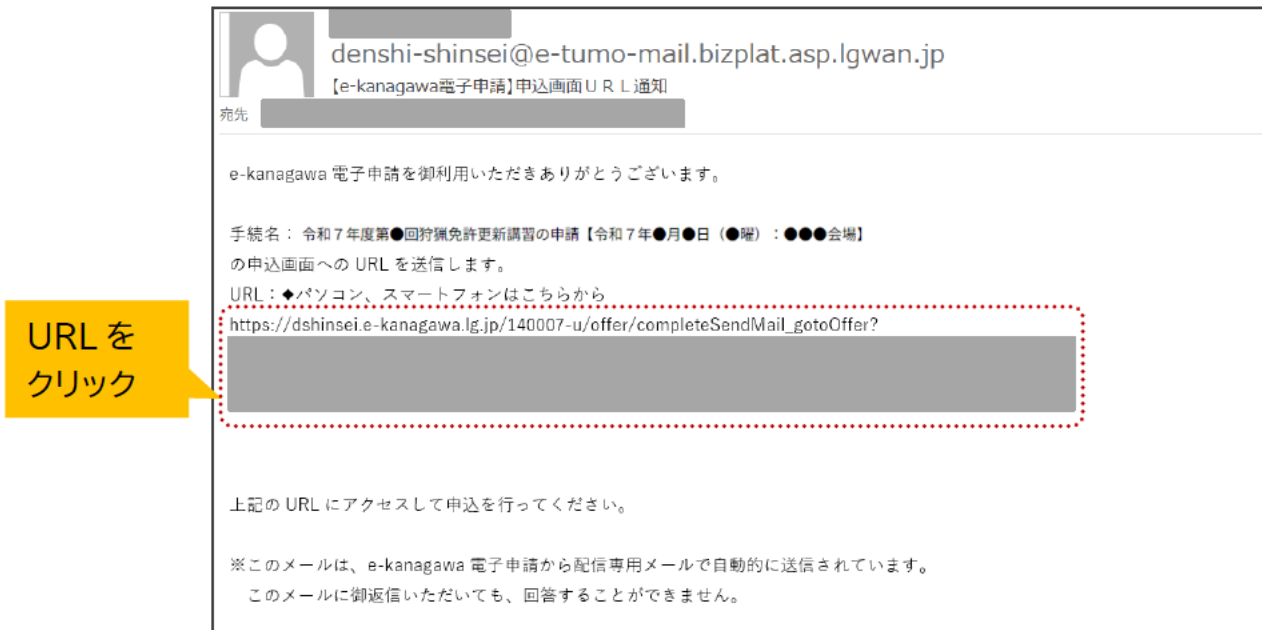 denshi-shinsei@e-tumo-mail.bizplat.asp.lgwan.jp
【e-kanagawa電子申請】申込画面ＵＲＬ通知
宛先
e-kanagawa 電子申請を御利用いただきありがとうございます。
手続名： 令和７年度第●回狩猟免許更新講習の申請【令和７年●月●日（●曜）：●●●会場】
の申込画面への URL を送信します。
URL：◆パソコン、スマートフォンはこちらから
https://dshinsei.e-kanagawa.lg.jp/140007-u/offer/completeSendMail_gotoOffer?
URL を
クリック
上記の URL にアクセスして申込を行ってください。
※このメールは、e-kanagawa 電子申請から配信専用メールで自動的に送信されています。
このメールに御返信いただいても、回答することができません。